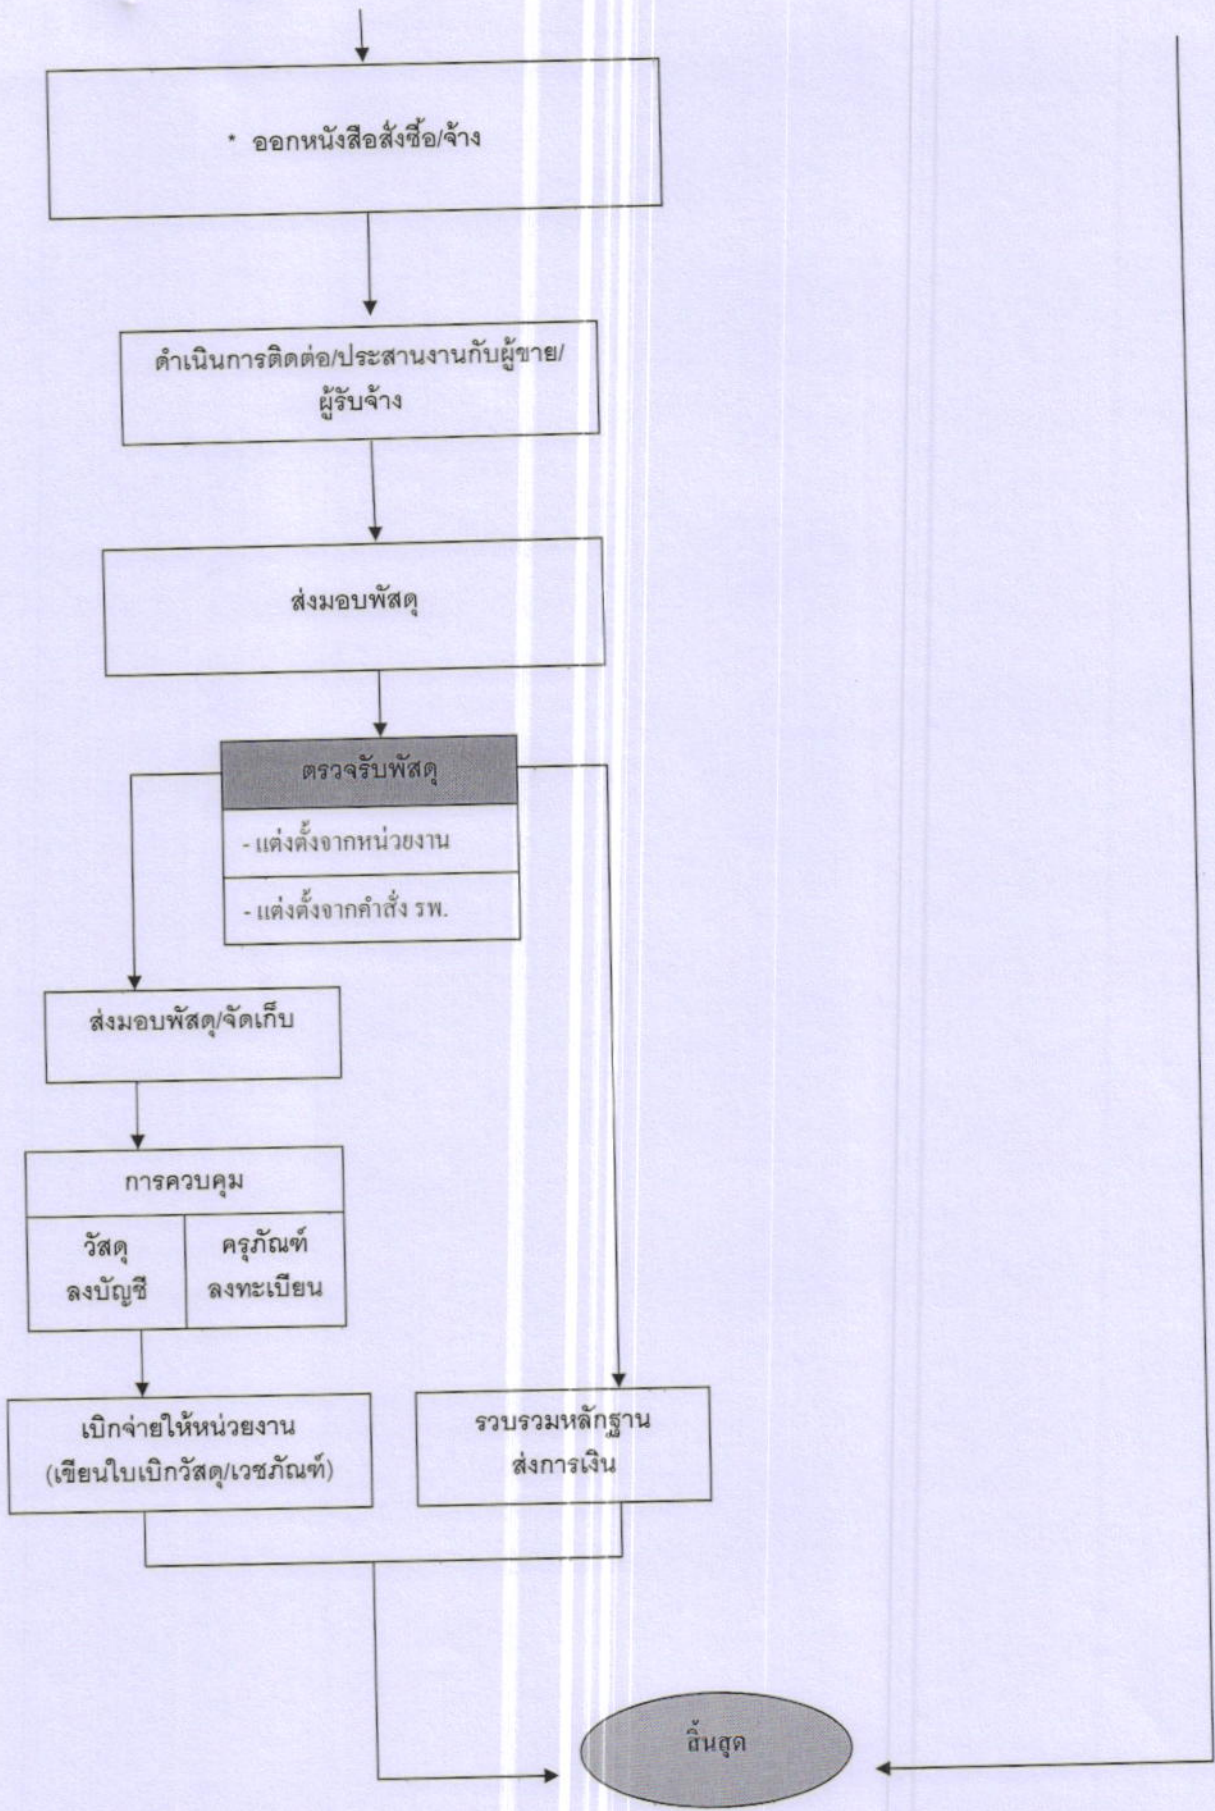 * ออกหนังสือสั่งซื้อ/จ้าง
ดำเนินการติดต่อ/ประสานงานกับผู้ขาย/
ผู้รับจ้าง
ส่งมอบพัสดุ
ตรวจรับพัสดุ
- แต่งตั้งจากหน่วยงาน
- แต่งตั้งจากคำสั่ง รพ.
ส่งมอบพัสดุ/จัดเก็บ
การควบคุม
วัสดุ
ลงบัญชี
ครุภัณฑ์
ลงทะเบียน
เบิกจ่ายให้หน่วยงาน
(เขียนใบเบิกวัสดุ/เวชภัณฑ์)
รวบรวมหลักฐาน
ส่งการเงิน
สิ้นสุด